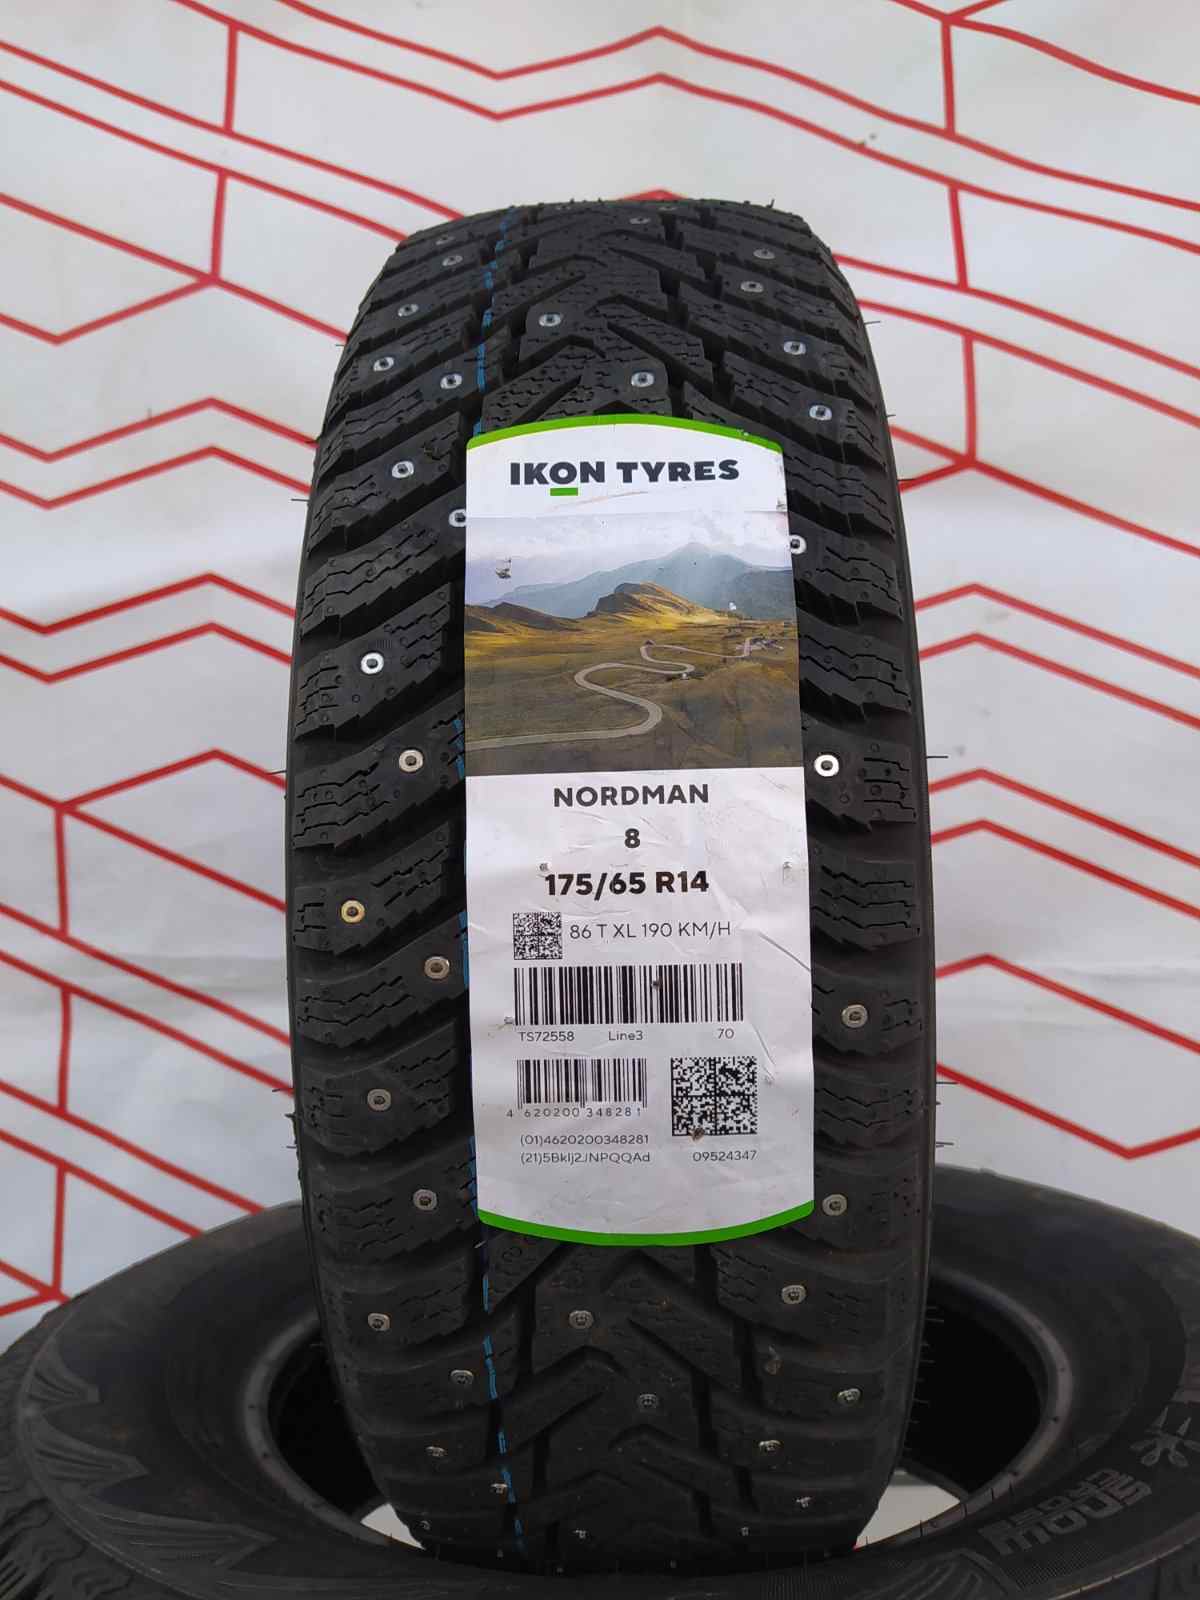 IKON TYRES
NORDMAN
8
175/65 R14
86 T XL 190 KM/H
TS72558 Line3 70
4 620200 348281
(01)4620200348281
(21)5Bklj2JNPQQAd 09524347
SNOW